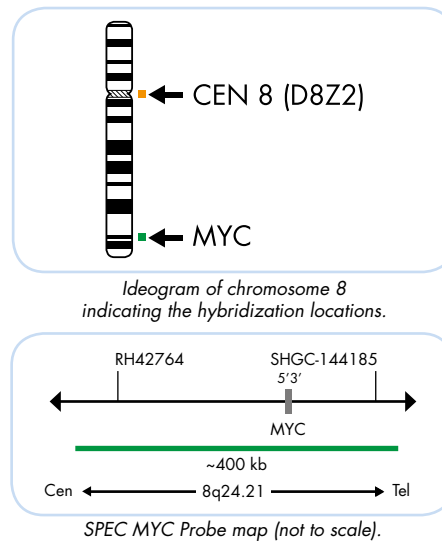 CEN 8 (D8Z2)
MYC
Ideogram of chromosome 8
indicating the hybridization locations.
RH42764 SHGC-144185
5'3'
MYC
~400 kb
Cen 8q24.21 Tel
SPEC MYC Probe map (not to scale).